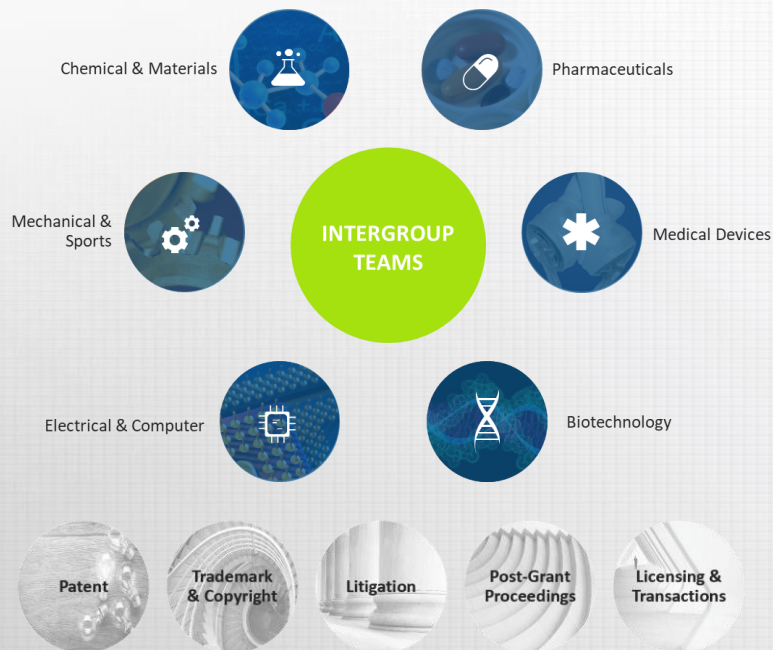 Chemical & Materials
Pharmaceuticals
Mechanical &
Sports
INTERGROUP
TEAMS
Medical Devices
Electrical & Computer
Biotechnology
Patent
Trademark
& Copyright
Litigation
Post-Grant
Proceedings
Licensing &
Transactions